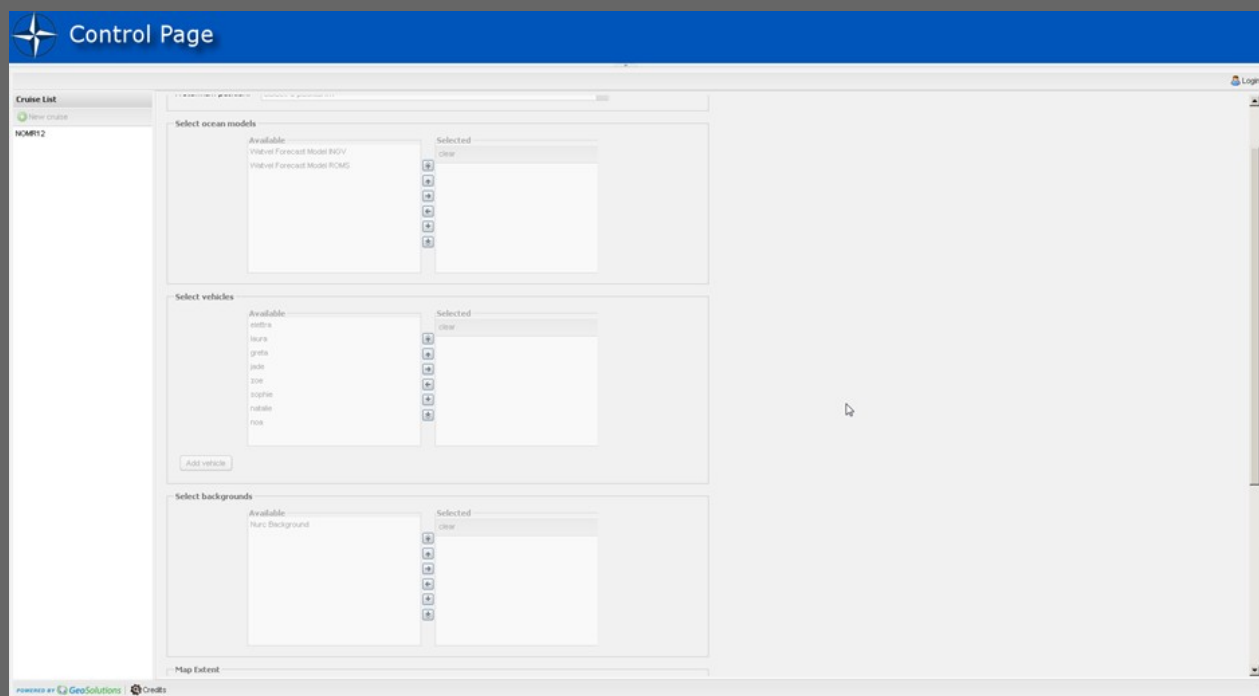 Control Page
Login
Cruise List
New cruise
NOMR12
Select ocean models
Available
Selected
Watvel Forecast Model INGV
clear
Watvel Forecast Model ROMS
Select vehicles
Available
Selected
elettra
clear
laura
greta
jade
zoe
sophie
natalie
noa
Add vehicle
Select backgrounds
Available
Selected
Nurc Background
clear
Map Extent
POWERED BY GeoSolutions
Credits